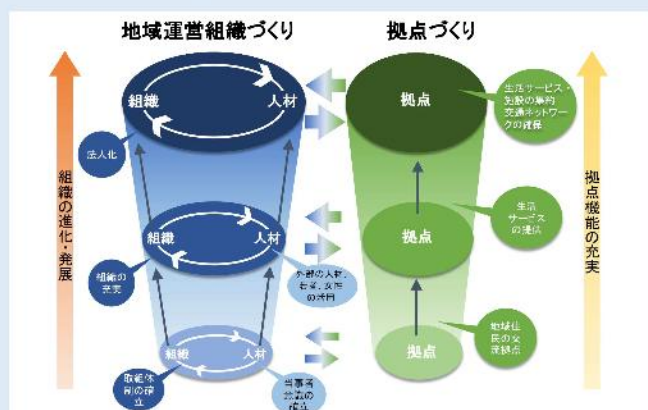 地域運営組織づくり
拠点づくり
組織の進化・発展
組織
人材
法人化
組織
人材
組織の
充実
外部の人材、
若者、女性
の活用
組織
人材
取組体
制の確
立
当事者
意識の
確立
拠点
生活サービス・
施設の集約
交通ネットワー
クの確保
拠点
生活
サービス
の提供
拠点
地域住
民の交
流拠点
拠点機能の充実